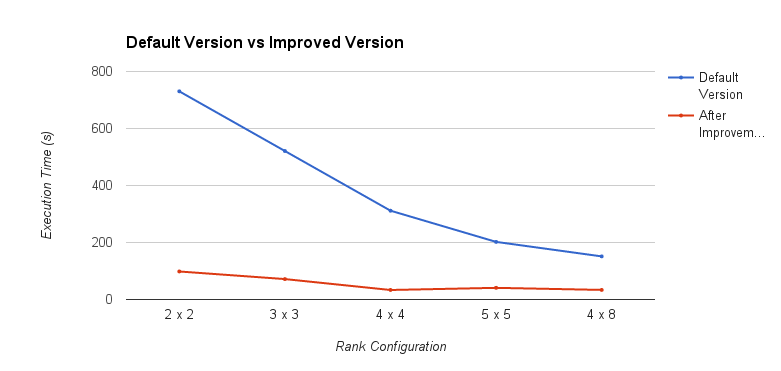 Default Version vs Improved Version
800
600
400
200
0
Execution Time (s)
2 x 2
3 x 3
4 x 4
5 x 5
4 x 8
Rank Configuration
Default
Version
After
Improvem...